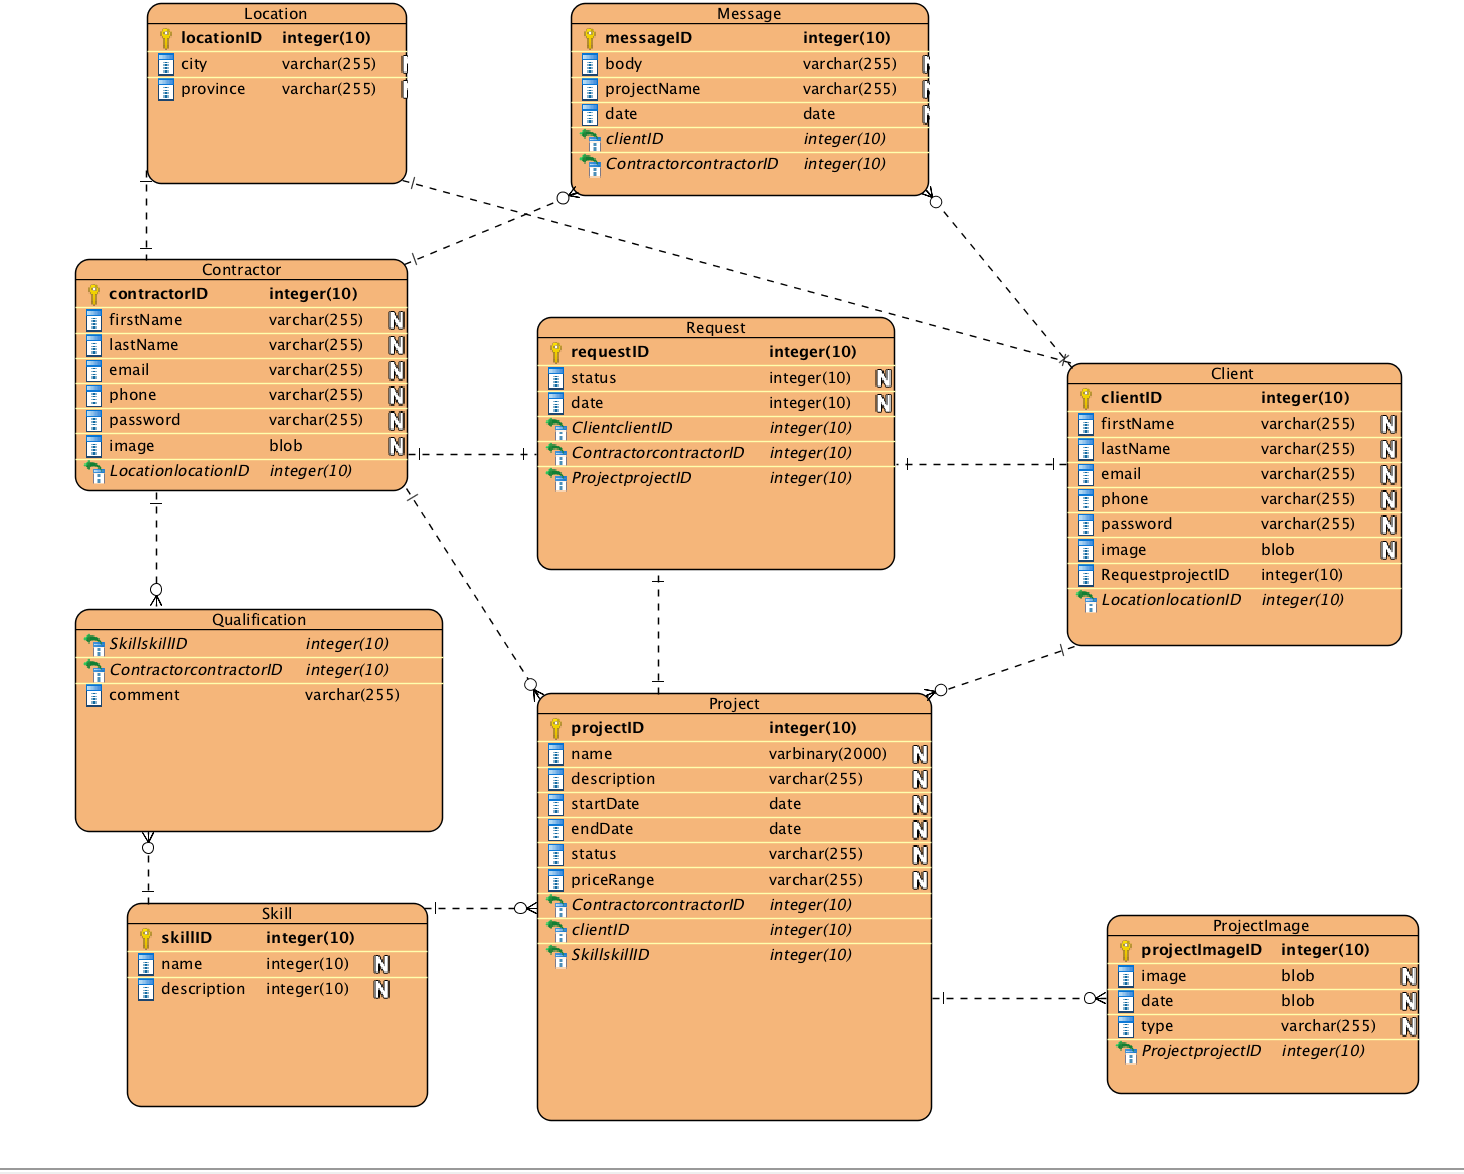 Location
locationID integer(10)
city varchar(255)
province varchar(255)
Message
messageID integer(10)
body varchar(255)
projectName varchar(255)
date date
clientID integer(10)
ContractorcontractorID integer(10)
Contractor
contractorID integer(10)
firstName varchar(255) N
lastName varchar(255) N
email varchar(255) N
phone varchar(255) N
password varchar(255) N
image blob N
LocationlocationID integer(10)
Request
requestID integer(10)
status integer(10) N
date integer(10) N
ClientclientID integer(10)
ContractorcontractorID integer(10)
ProjectprojectID integer(10)
Client
clientID integer(10)
firstName varchar(255) N
lastName varchar(255) N
email varchar(255) N
phone varchar(255) N
password varchar(255) N
image blob N
RequestprojectID integer(10)
LocationlocationID integer(10)
Qualification
SkillskillID integer(10)
ContractorcontractorID integer(10)
comment varchar(255)
Project
projectID integer(10)
name varbinary(2000) N
description varchar(255) N
startDate date N
endDate date N
status varchar(255) N
priceRange varchar(255) N
ContractorcontractorID integer(10)
clientID integer(10)
SkillskillID integer(10)
Skill
skillID integer(10)
name integer(10) N
description integer(10) N
ProjectImage
projectImageID integer(10)
image blob N
date blob N
type varchar(255) N
ProjectprojectID integer(10)